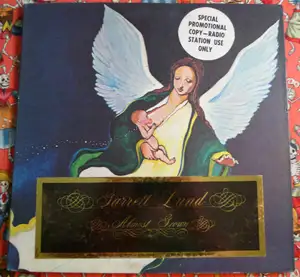 SPECIAL
PROMOTIONAL
COPY—RADIO
STATION USE
ONLY
Garrett Lund
Almost Grown